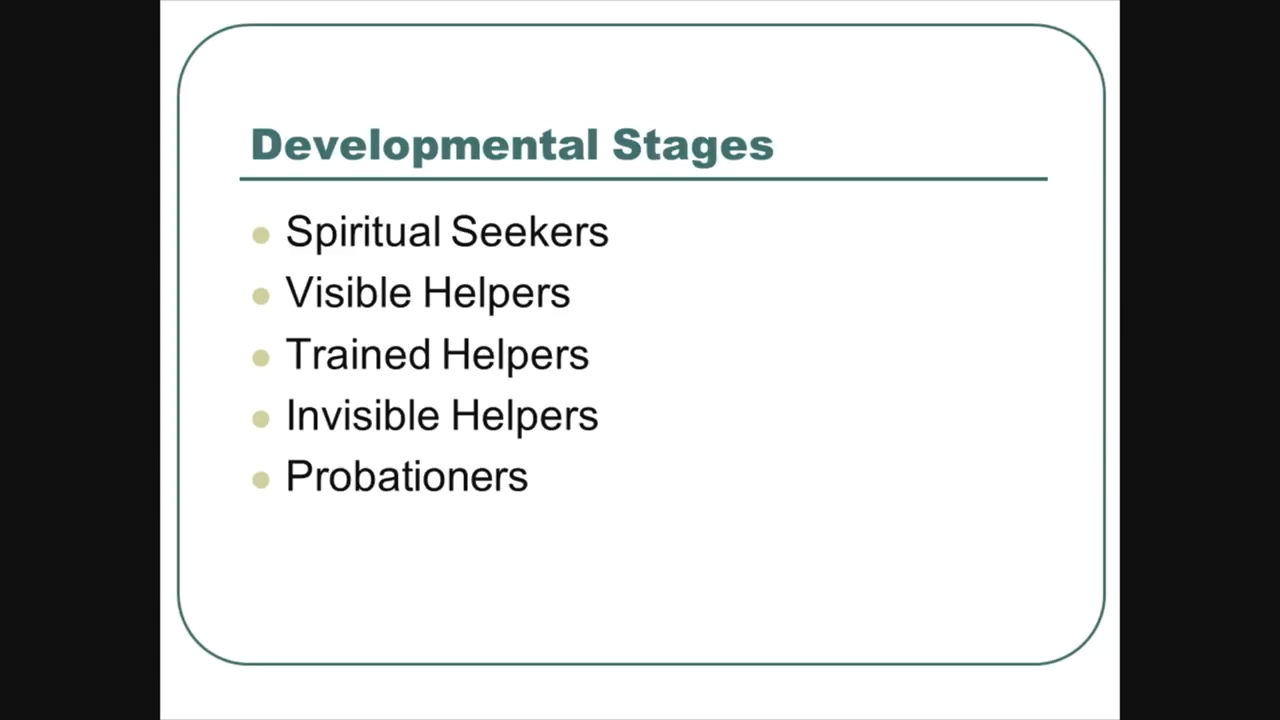 Developmental Stages
Spiritual Seekers
Visible Helpers
Trained Helpers
Invisible Helpers
Probationers